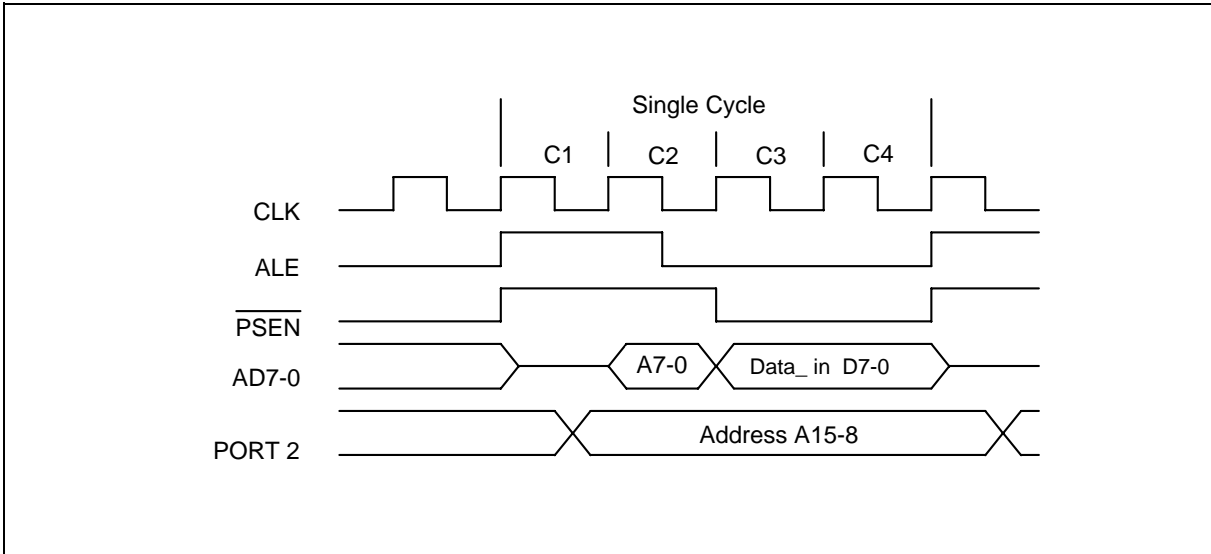 Single Cycle
C1 C2 C3 C4
CLK
ALE
PSEN
AD7-0 A7-0 Data_ in D7-0
PORT 2 Address A15-8